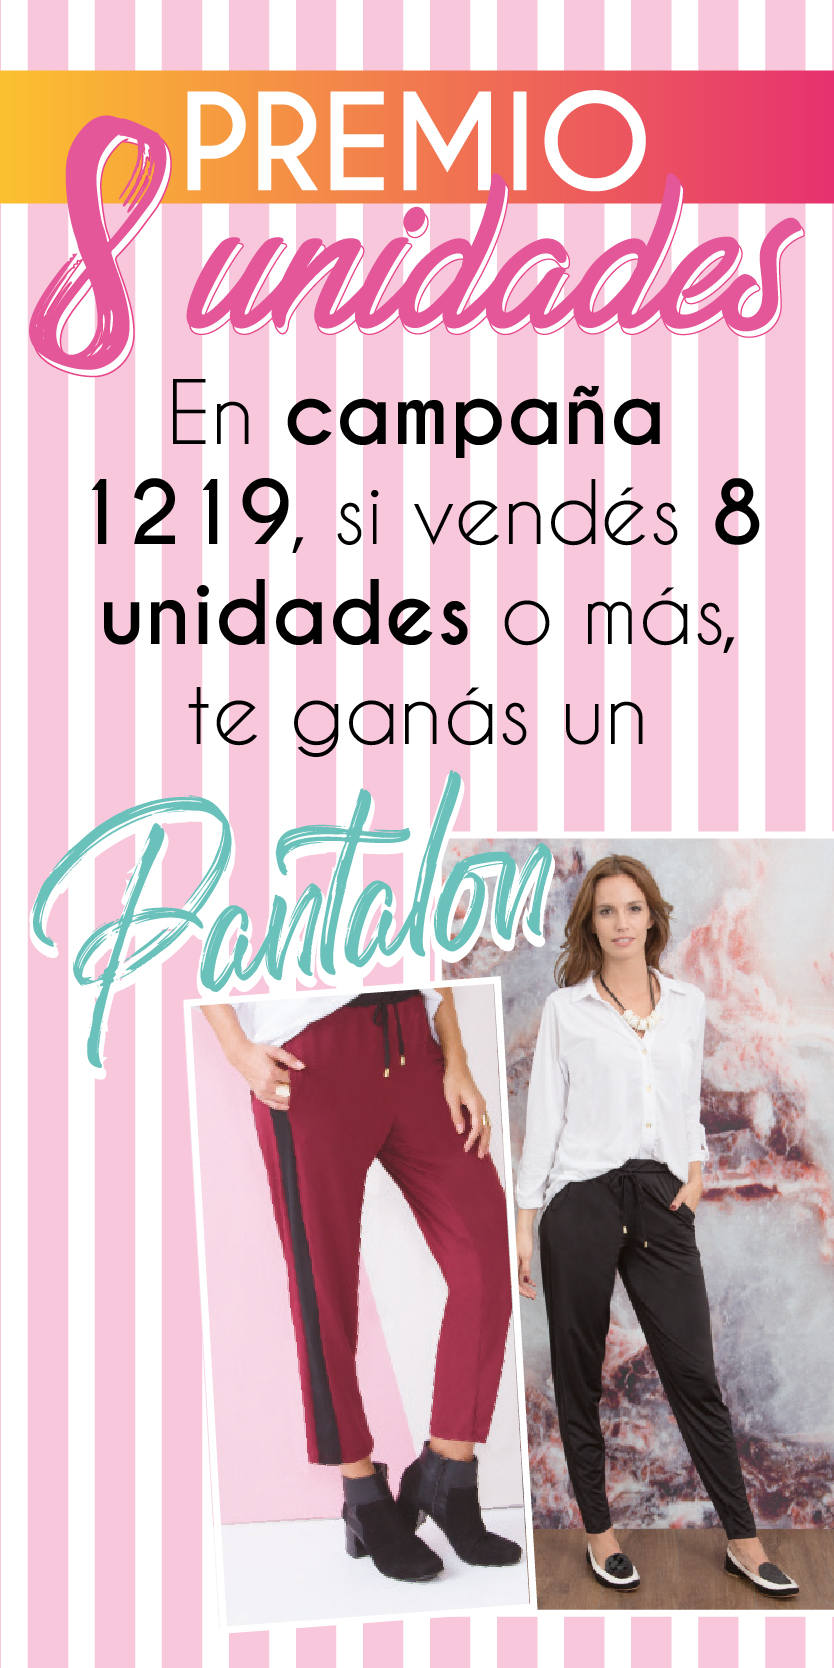 PREMIO
8 unidades
En campaña
1219, si vendés 8
unidades o más,
te ganás un
Pantalon